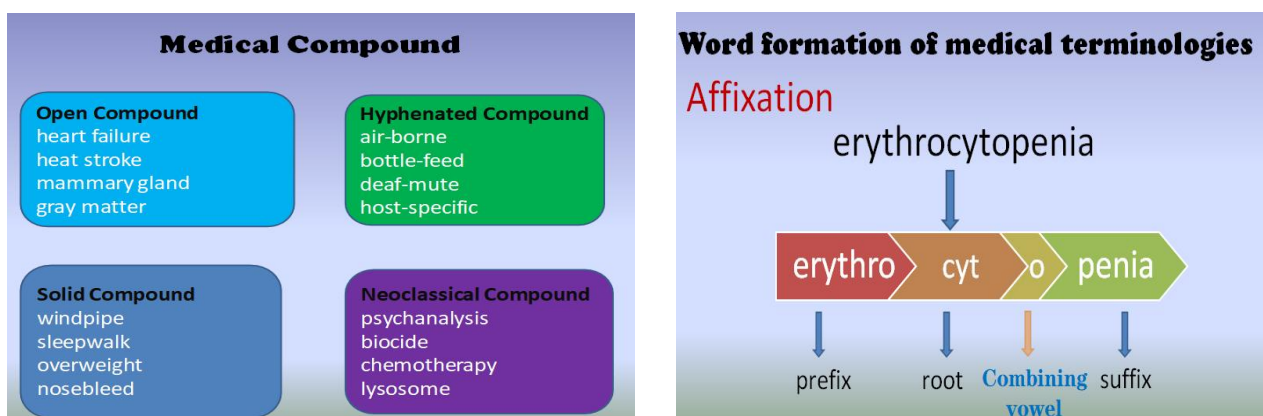 Medical Compound
Open Compound
heart failure
heat stroke
mammary gland
gray matter
Hyphenated Compound
air-borne
bottle-feed
deaf-mute
host-specific
Solid Compound
windpipe
sleepwalk
overweight
nosebleed
Neoclassical Compound
psychanalysis
biocide
chemotherapy
lysosome
Word formation of medical terminologies
Affixation
erythrocytopenia
erythro cyt o penia
prefix root Combining vowel suffix